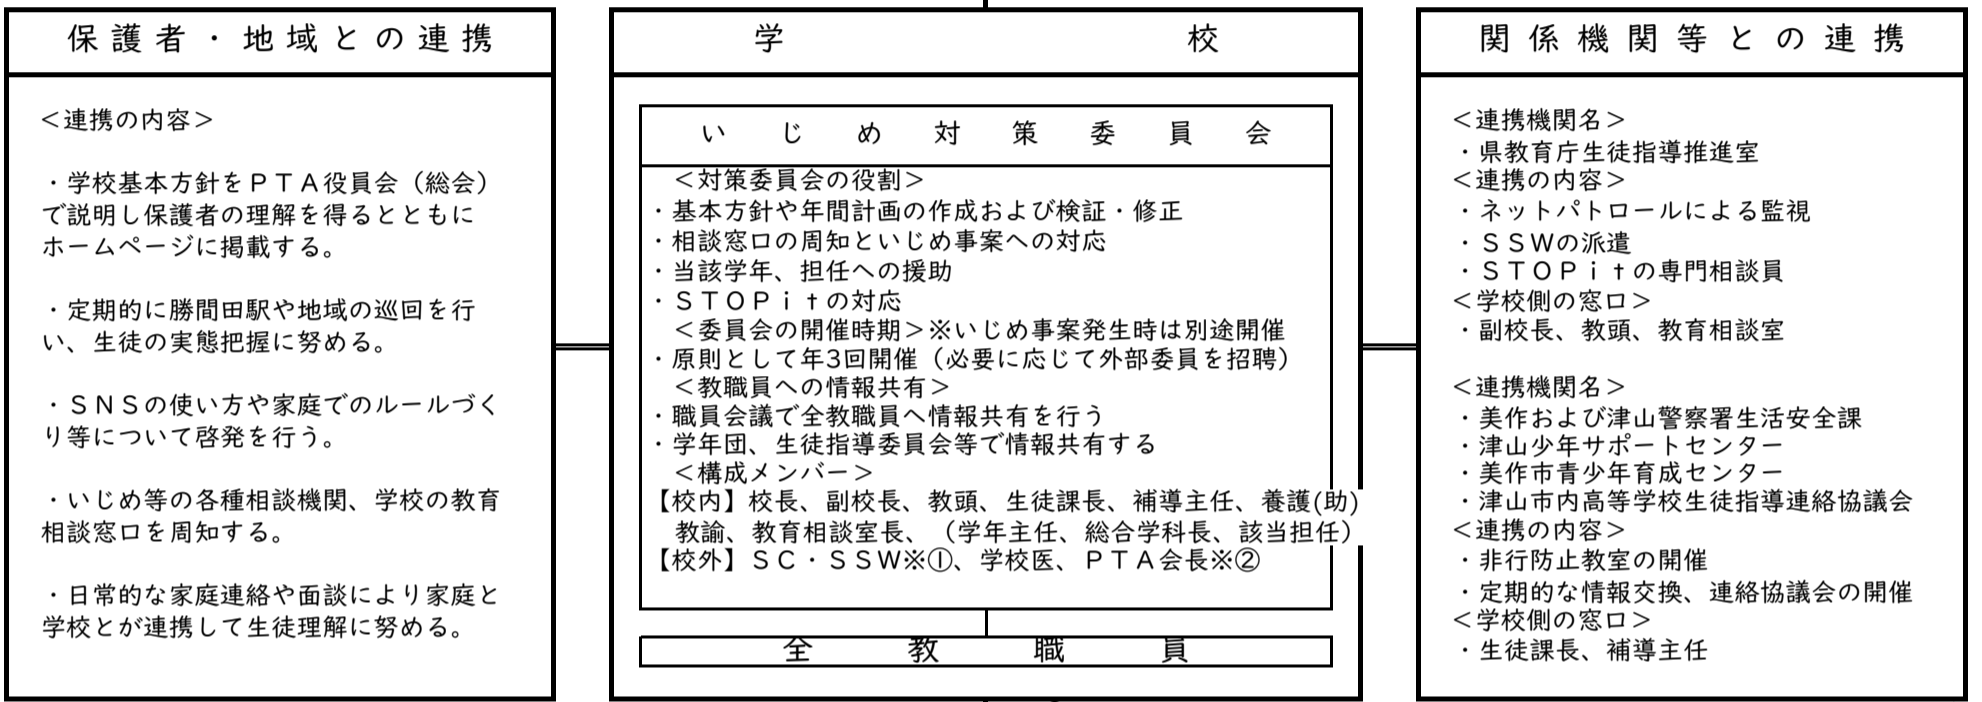 保護者・地域との連携
＜連携の内容＞
・学校基本方針をＰＴＡ役員会（総会）
で説明し保護者の理解を得るとともに
ホームページに掲載する。
・定期的に勝間田駅や地域の巡回を行
い、生徒の実態把握に努める。
・ＳＮＳの使い方や家庭でのルールづく
り等について啓発を行う。
・いじめ等の各種相談機関、学校の教育
相談窓口を周知する。
・日常的な家庭連絡や面談により家庭と
学校とが連携して生徒理解に努める。
学校
いじめ対策委員会
＜対策委員会の役割＞
・基本方針や年間計画の作成および検証・修正
・相談窓口の周知といじめ事案への対応
・当該学年、担任への援助
・ＳＴＯＰｉｔの対応
＜委員会の開催時期＞※いじめ事案発生時は別途開催
・原則として年3回開催（必要に応じて外部委員を招聘）
＜教職員への情報共有＞
・職員会議で全教職員へ情報共有を行う
・学年団、生徒指導委員会等で情報共有する
＜構成メンバー＞
【校内】校長、副校長、教頭、生徒課長、補導主任、養護(助)
教諭、教育相談室長、（学年主任、総合学科長、該当担任）
【校外】ＳＣ・ＳＳＷ※①、学校医、ＰＴＡ会長※②
全教職員
関係機関等との連携
＜連携機関名＞
・県教育庁生徒指導推進室
＜連携の内容＞
・ネットパトロールによる監視
・ＳＳＷの派遣
・ＳＴＯＰｉｔの専門相談員
＜学校側の窓口＞
・副校長、教頭、教育相談室
＜連携機関名＞
・美作および津山警察署生活安全課
・津山少年サポートセンター
・美作市青少年育成センター
・津山市内高等学校生徒指導連絡協議会
＜連携の内容＞
・非行防止教室の開催
・定期的な情報交換、連絡協議会の開催
＜学校側の窓口＞
・生徒課長、補導主任